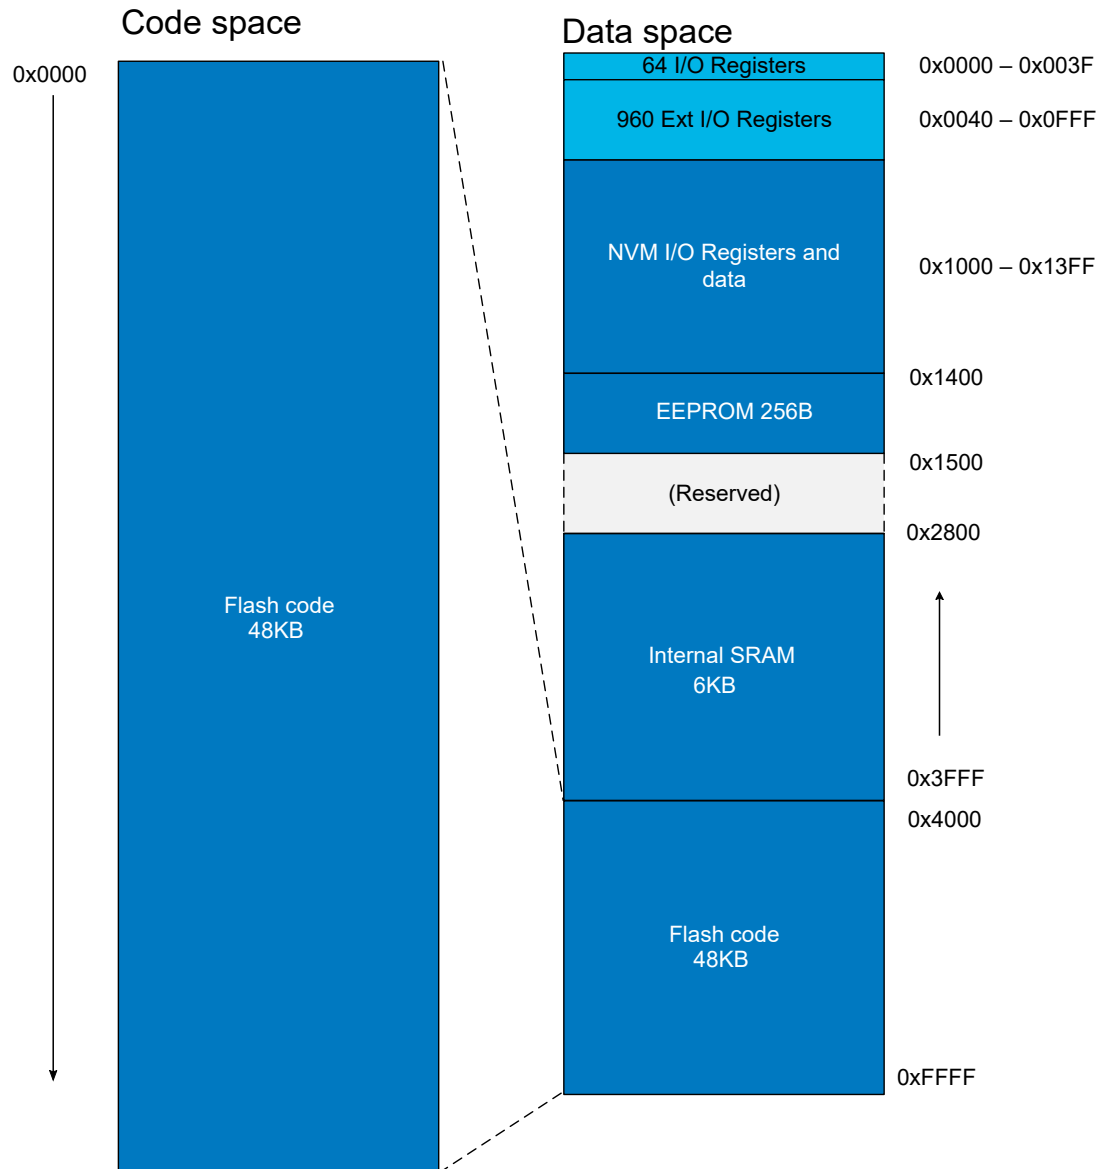 Code space
Data space
0x0000
64 I/O Registers
0x0000 – 0x003F
960 Ext I/O Registers
0x0040 – 0x0FFF
NVM I/O Registers and
data
0x1000 – 0x13FF
0x1400
EEPROM 256B
0x1500
(Reserved)
0x2800
Flash code
48KB
Internal SRAM
6KB
0x3FFF
0x4000
Flash code
48KB
0xFFFF